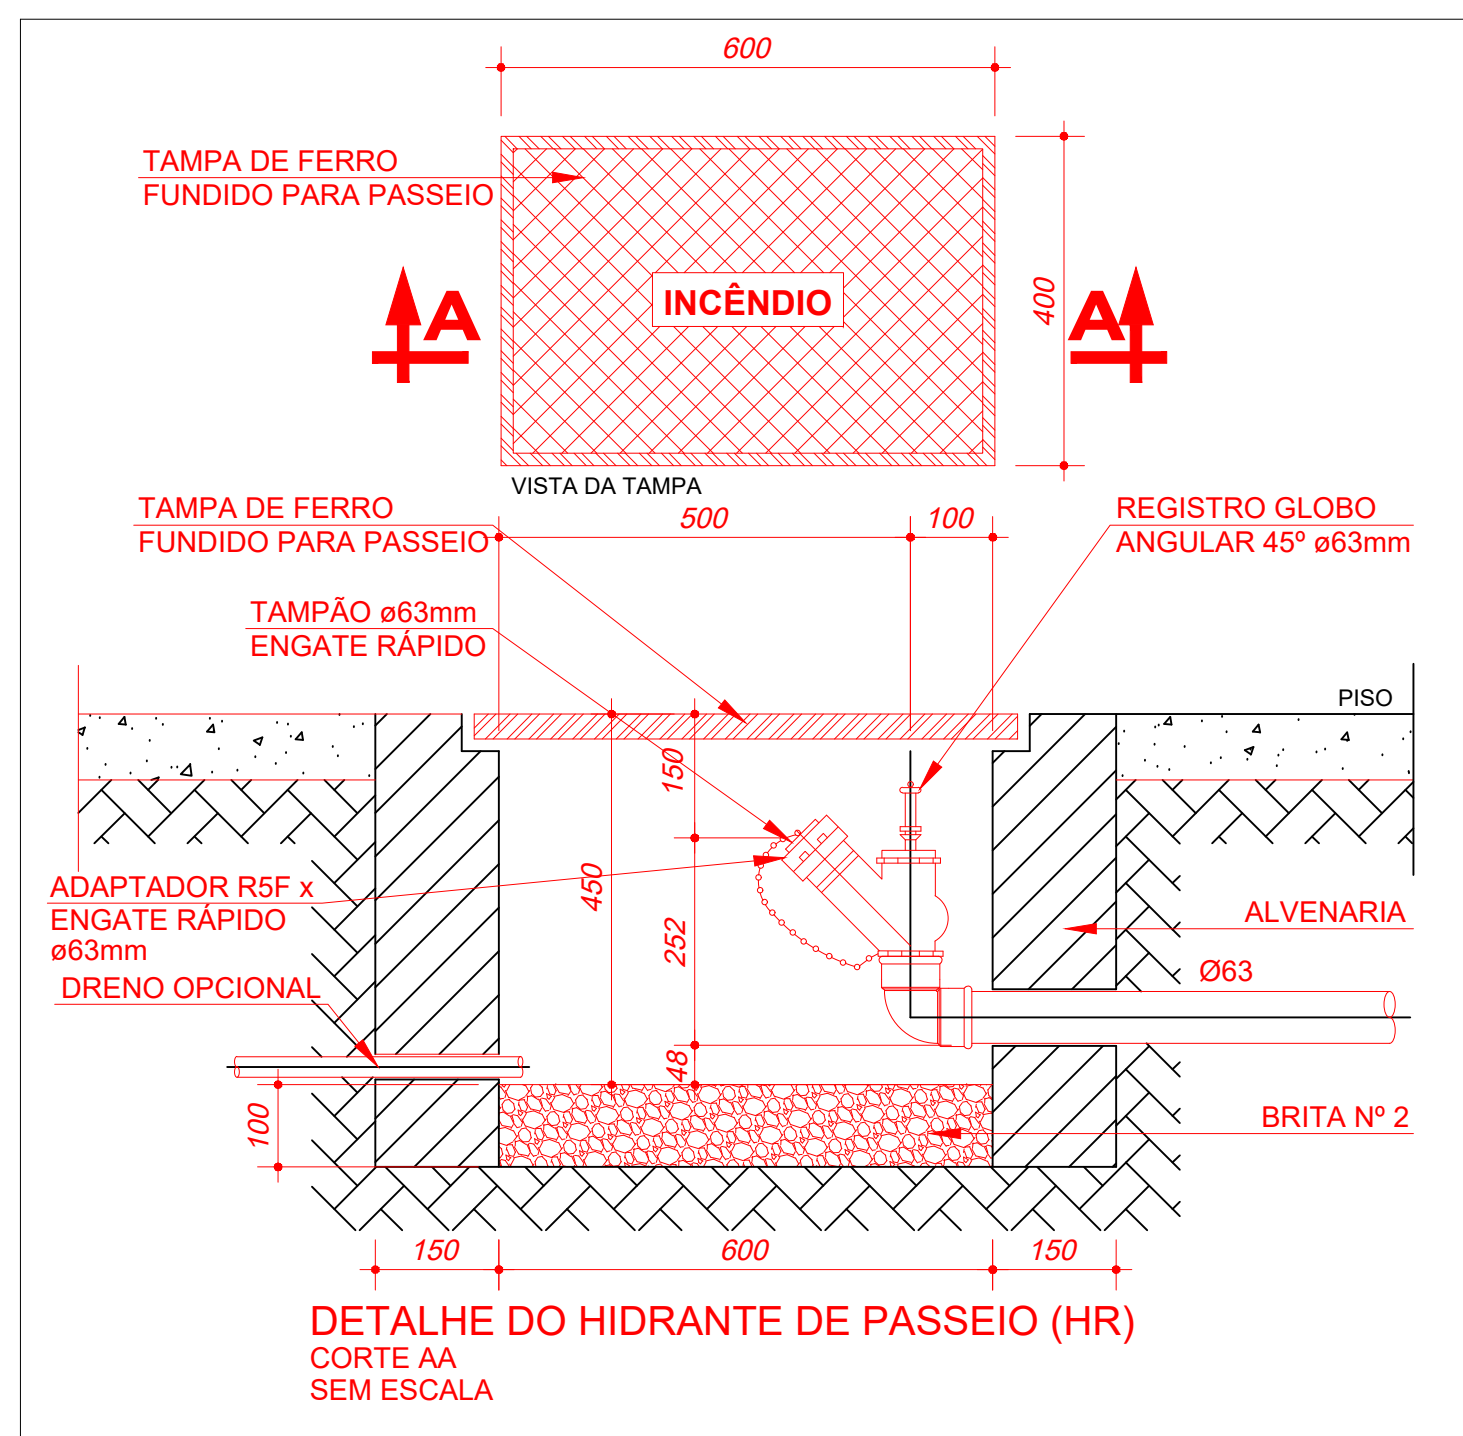 600
TAMPA DE FERRO
FUNDIDO PARA PASSEIO
INCÊNDIO
400
A
A
VISTA DA TAMPA
TAMPA DE FERRO
FUNDIDO PARA PASSEIO
500
100
REGISTRO GLOBO
ANGULAR 45º ø63mm
TAMPÃO ø63mm
ENGATE RÁPIDO
PISO
150
450
ADAPTADOR R5F x
ENGATE RÁPIDO
ø63mm
252
ALVENARIA
Ø63
DRENO OPCIONAL
48
100
BRITA Nº 2
150
600
150
DETALHE DO HIDRANTE DE PASSEIO (HR)
CORTE AA
SEM ESCALA